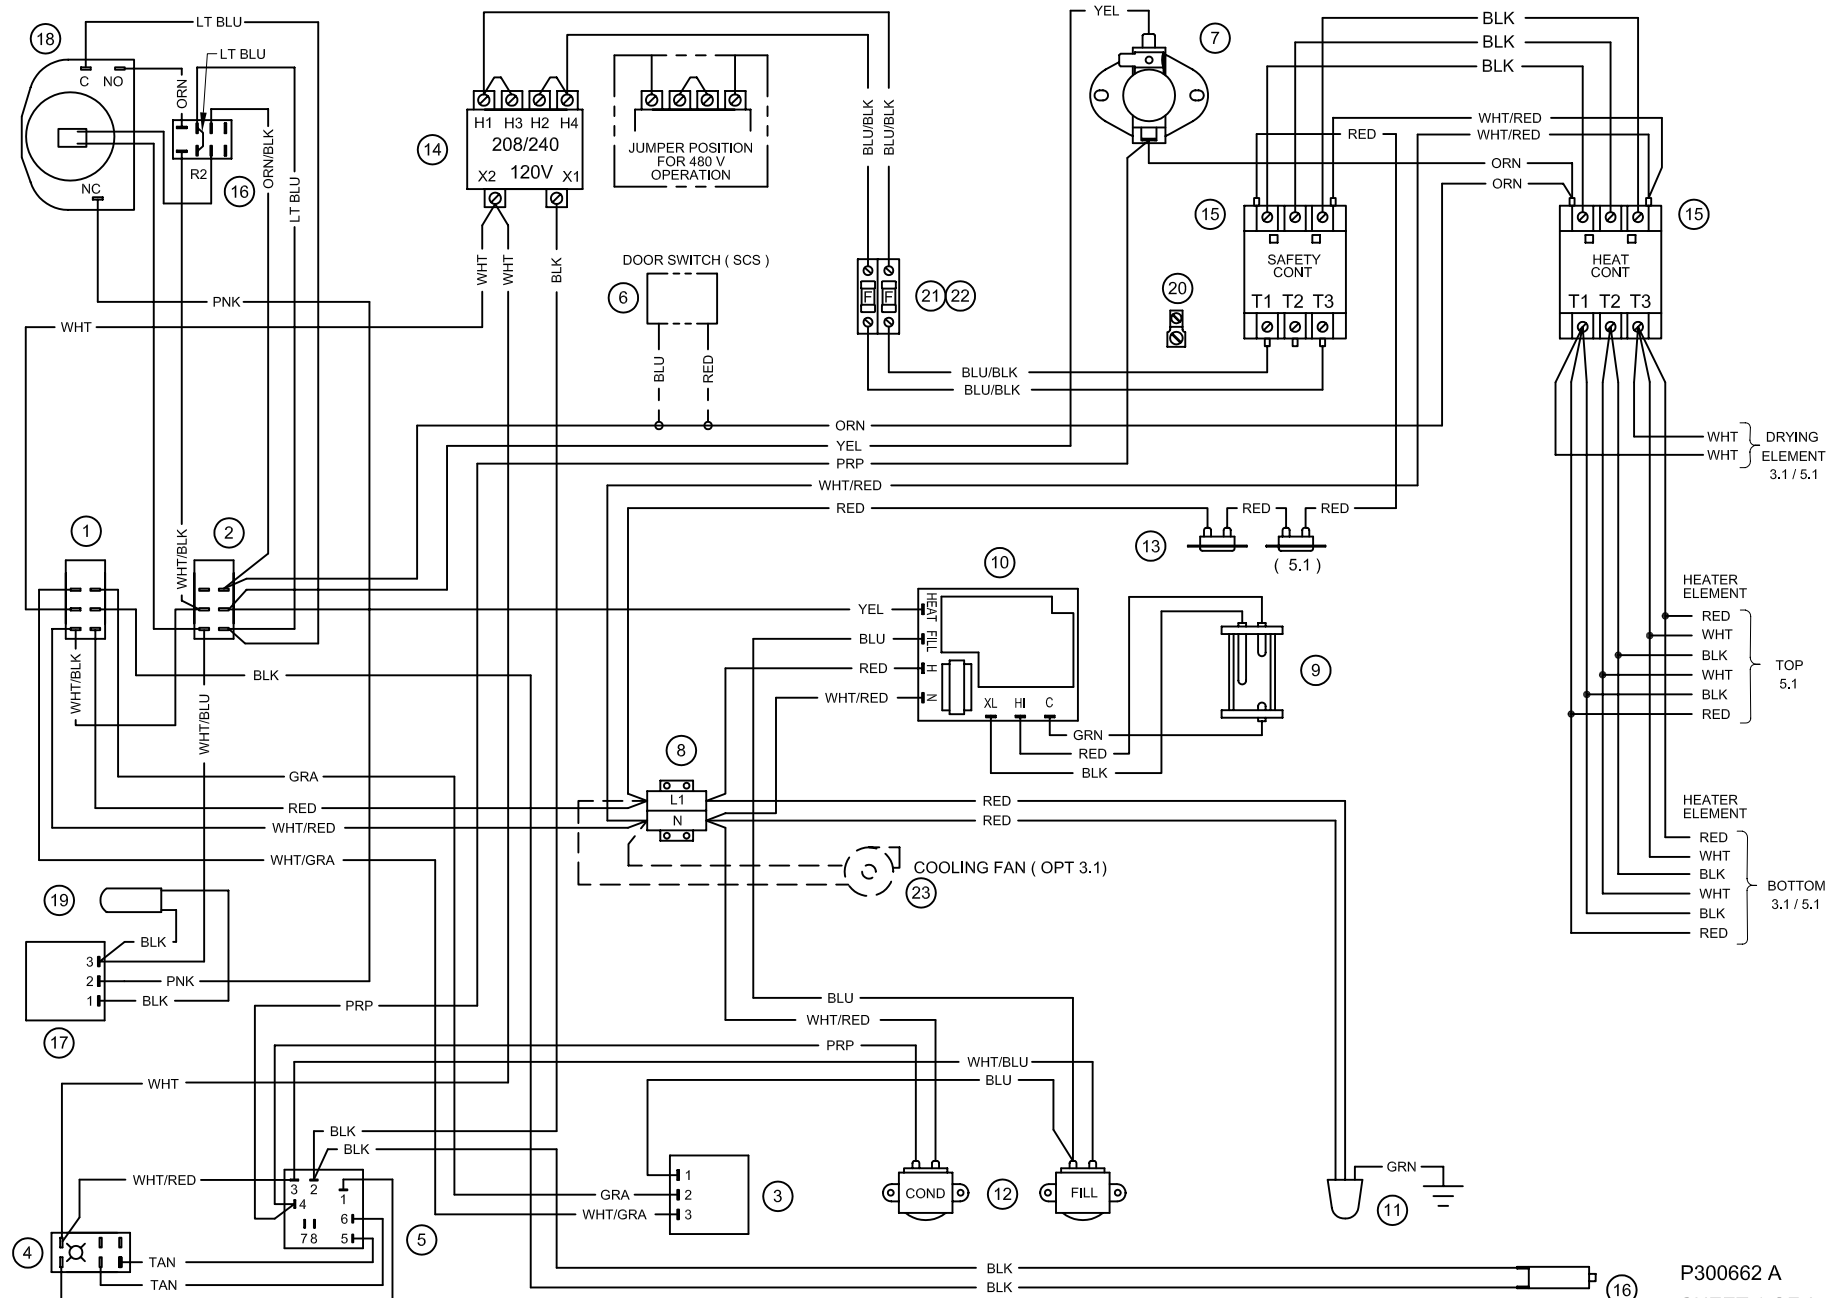 LT BLU
YEL
BLK
18
7
BLK
LT BLU
BLK
C NO
ORN
BLU/BLK
BLU/BLK
H1 H3 H2 H4
208/240
X2 120V X1
14
JUMPER POSITION
FOR 480 V
OPERATION
WHT/RED
RED
WHT/RED
ORN
ORN
ORN/BLK
LT BLU
R2
NC
16
15
15
WHT
WHT
BLK
DOOR SWITCH ( SCS )
6
SAFETY
CONT
T1 T2 T3
HEAT
CONT
T1 T2 T3
F F
21 22
20
PNK
WHT
BLU
RED
BLU/BLK
BLU/BLK
ORN
YEL
PRP
WHT/RED
RED
RED
RED
WHT
WHT
DRYING
ELEMENT
3.1 / 5.1
1
2
WHT/BLK
13
( 5.1 )
10
HEATER
ELEMENT
YEL
HEAT
BLU
FILL
RED
H
WHT/RED
N
XL HI C
9
RED
WHT
BLK
WHT
BLK
RED
TOP
5.1
WHT/BLK
WHT/BLU
BLK
GRN
RED
BLK
8
GRA
RED
WHT/RED
WHT/GRA
L1
N
RED
RED
COOLING FAN ( OPT 3.1)
23
HEATER
ELEMENT
RED
WHT
BLK
WHT
BLK
RED
BOTTOM
3.1 / 5.1
19
BLK
3
2
1
PNK
BLK
17
PRP
BLU
WHT/RED
PRP
WHT/BLU
BLU
WHT
BLK
BLK
WHT/RED
3 2 1
4
6
7 8 5
5
GRA
WHT/GRA
1
2
3
3
COND
12
FILL
11
GRN
4
TAN
TAN
BLK
BLK
16
P300662 A